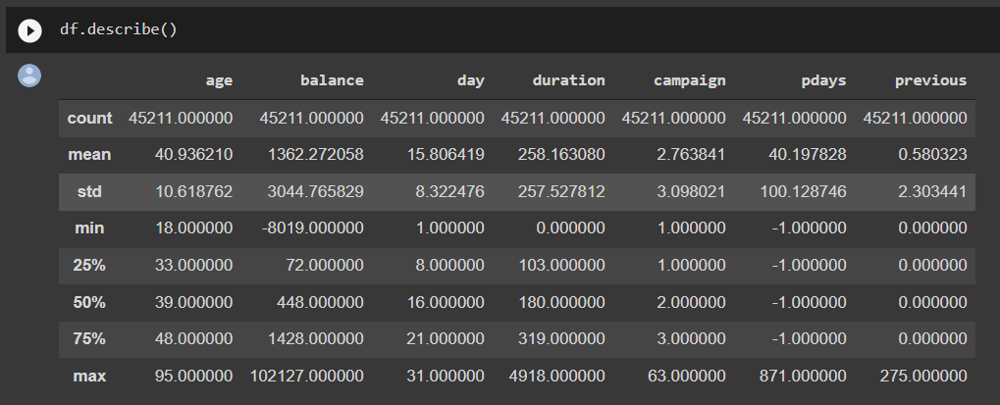 df.describe()
age balance day duration campaign pdays previous
count 45211.000000 45211.000000 45211.000000 45211.000000 45211.000000 45211.000000 45211.000000
mean 40.936210 1362.272058 15.806419 258.163080 2.763841 40.197828 0.580323
std 10.618762 3044.765829 8.322476 257.527812 3.098021 100.128746 2.303441
min 18.000000 -8019.000000 1.000000 0.000000 1.000000 -1.000000 0.000000
25% 33.000000 72.000000 8.000000 103.000000 1.000000 -1.000000 0.000000
50% 39.000000 448.000000 16.000000 180.000000 2.000000 -1.000000 0.000000
75% 48.000000 1428.000000 21.000000 319.000000 3.000000 -1.000000 0.000000
max 95.000000 102127.000000 31.000000 4918.000000 63.000000 871.000000 275.000000